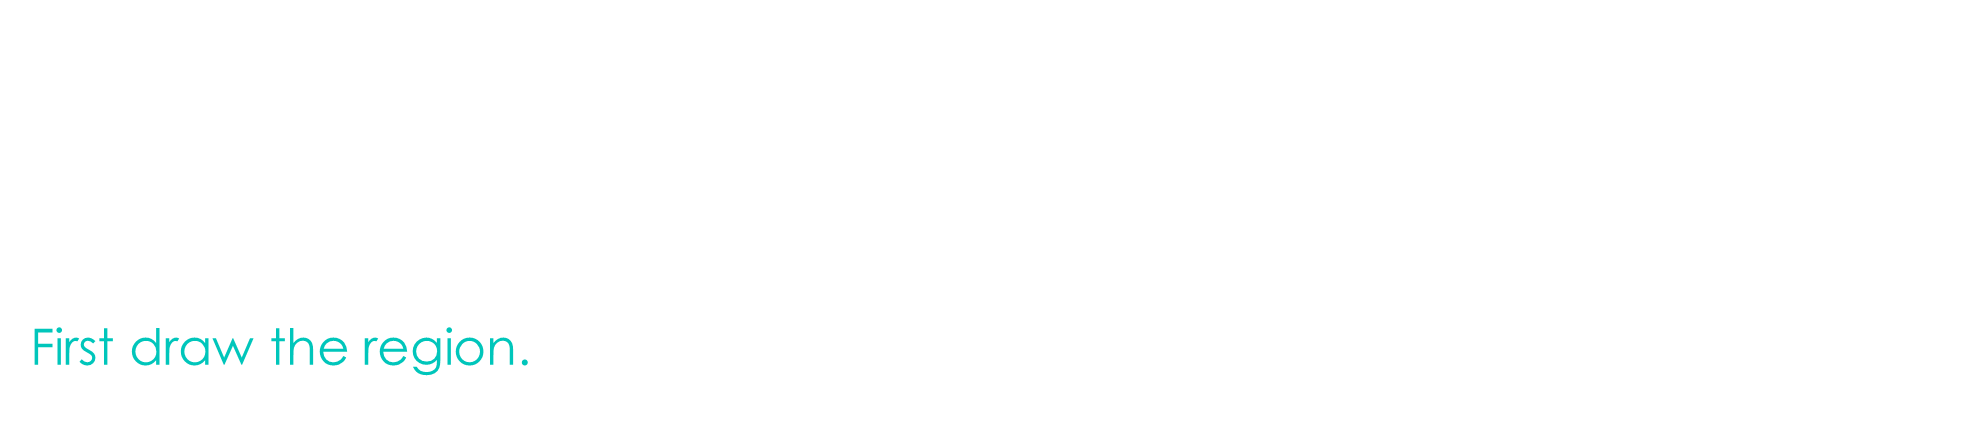 First draw the region.